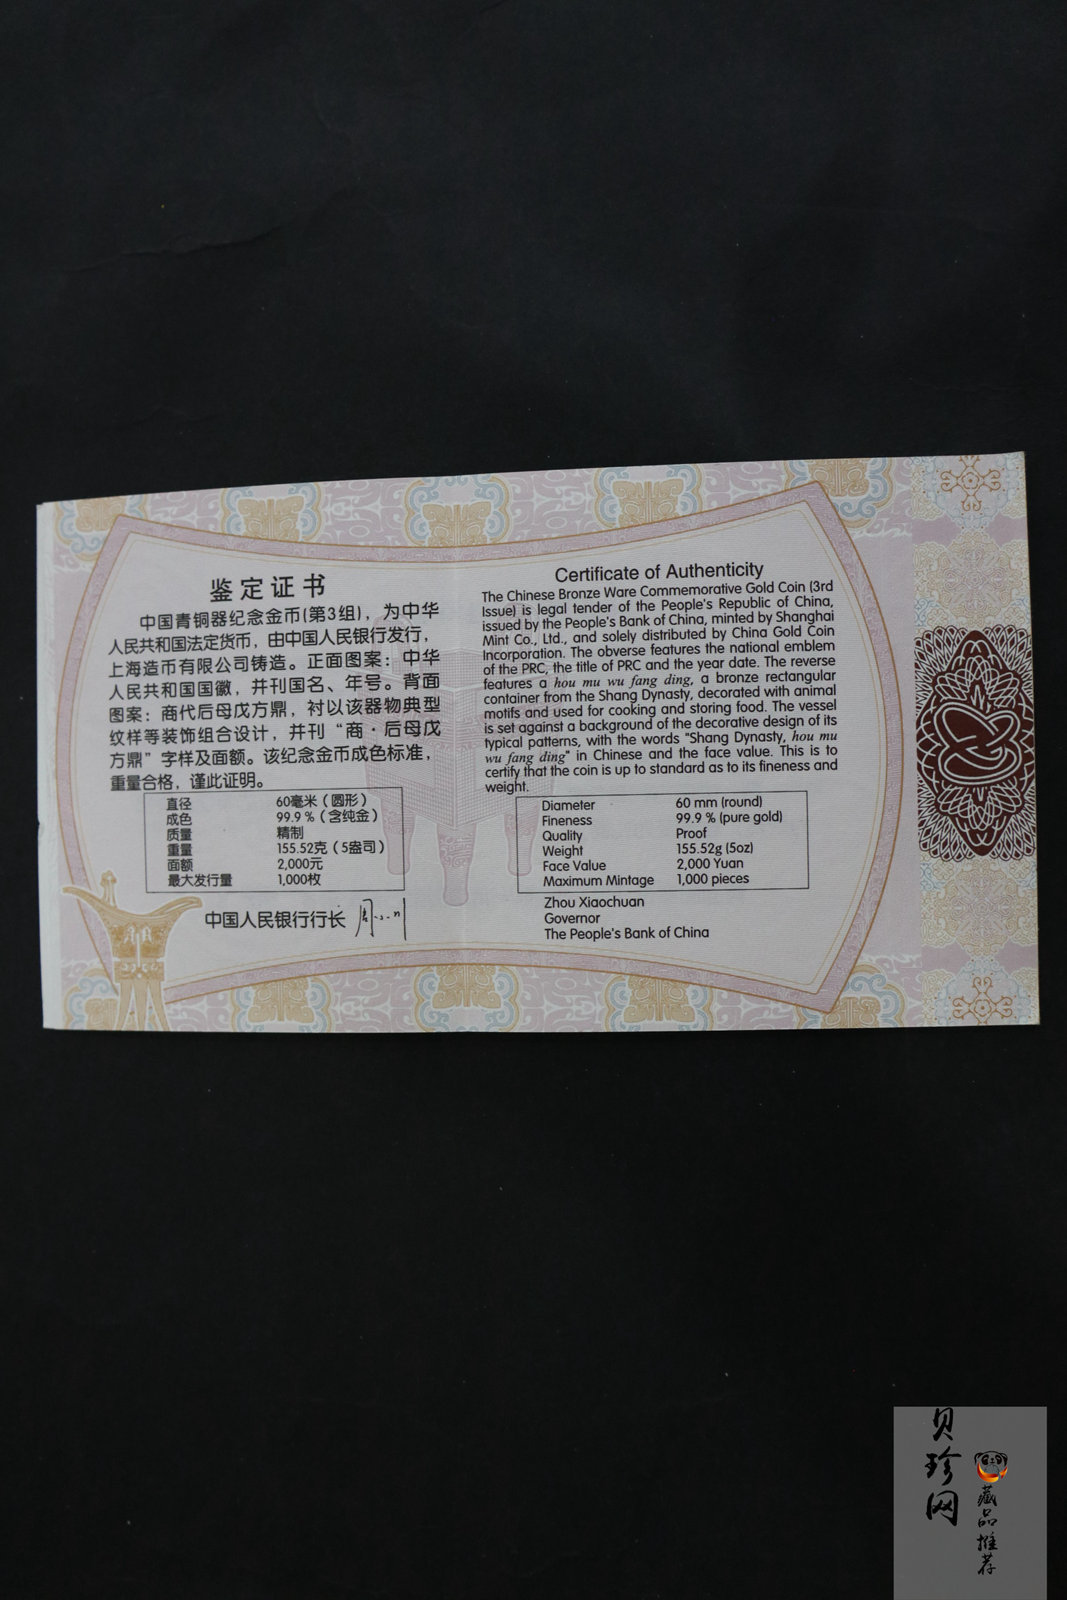 鉴定证书
中国青铜器纪念金币(第3组)，为中华
人民共和国法定货币，由中国人民银行发行，
上海造币有限公司铸造。正面图案：中华
人民共和国国徽，并刊国名、年号。背面
图案：商代后母戊方鼎，衬以该器物典型
纹样等装饰组合设计，并刊“商·后母戊
方鼎”字样及面额。该纪念金币成色标准，
重量合格，谨此证明。
直径 60毫米（圆形）
成色 99.9％（含纯金）
质量 精制
重量 155.52克（5盎司）
面额 2,000元
最大发行量 1,000枚
中国人民银行行长
Certificate of Authenticity
The Chinese Bronze Ware Commemorative Gold Coin (3rd
Issue) is legal tender of the People's Republic of China,
issued by the People's Bank of China, minted by Shanghai
Mint Co., Ltd., and solely distributed by China Gold Coin
Incorporation. The obverse features the national emblem
of the PRC, the title of PRC and the year date. The reverse
features a hou mu wu fang ding, a bronze rectangular
container from the Shang Dynasty, decorated with animal
motifs and used for cooking and storing food. The vessel
is set against a background of the decorative design of its
typical patterns, with the words "Shang Dynasty, hou mu
wu fang ding" in Chinese and the face value. This is to
certify that the coin is up to standard as to its fineness and
weight.
Diameter 60 mm (round)
Fineness 99.9 % (pure gold)
Quality Proof
Weight 155.52g (5oz)
Face Value 2,000 Yuan
Maximum Mintage 1,000 pieces
Zhou Xiaochuan
Governor
The People's Bank of China
贝珍网
藏品推荐